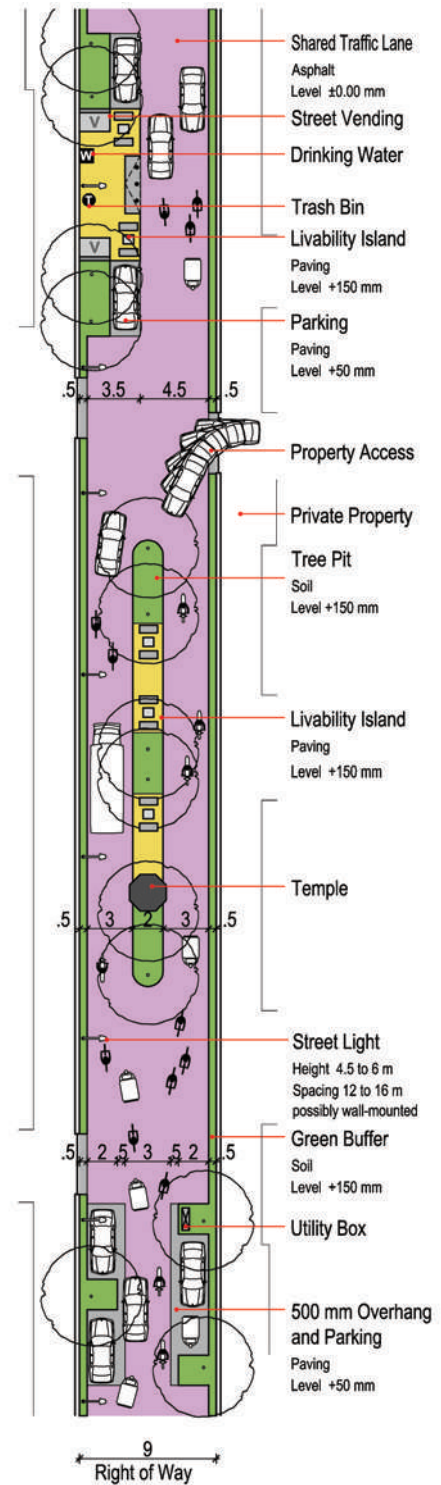 Shared Traffic Lane
Asphalt
Level ±0.00 mm
Street Vending
V
Drinking Water
W
Trash Bin
T
Livability Island
V
Paving
Level +150 mm
Parking
Paving
Level +50 mm
.5 3.5 4.5 .5
Property Access
Private Property
Tree Pit
Soil
Level +150 mm
Livability Island
Paving
Level +150 mm
Temple
.5 3 2 3 .5
Street Light
Height 4.5 to 6 m
Spacing 12 to 16 m
possibly wall-mounted
Green Buffer
.5 2 .5 3 .5 2 .5
Soil
Level +150 mm
Utility Box
500 mm Overhang
and Parking
Paving
Level +50 mm
9
Right of Way